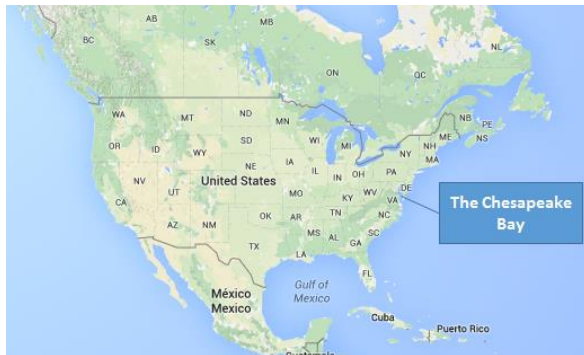 AB
MB
BC
SK
NL
ON
QC
WA
MT
ND
MN
NB
PE
NS
ME
OR
ID
SD
WI
MI
NH
NY
MA
WY
NE
IA
IL
IN
OH
PA
NV
UT
United States
MO
KY
WV
DE
VA
CA
AZ
NM
OK
AR
TN
NC
MS
AL
SC
GA
TX
LA
FL
The Chesapeake
Bay
Gulf of
Mexico
México
Mexico
Cuba
Puerto Rico
Guatemala